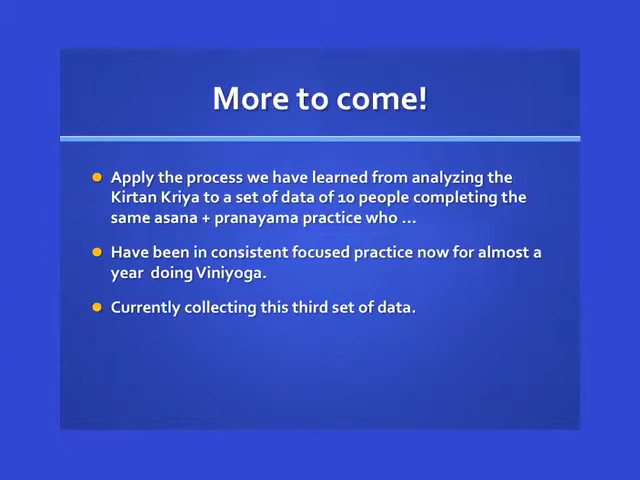 More to come!
Apply the process we have learned from analyzing the
Kirtan Kriya to a set of data of 10 people completing the
same asana + pranayama practice who ...
Have been in consistent focused practice now for almost a
year  doing Viniyoga.
Currently collecting this third set of data.